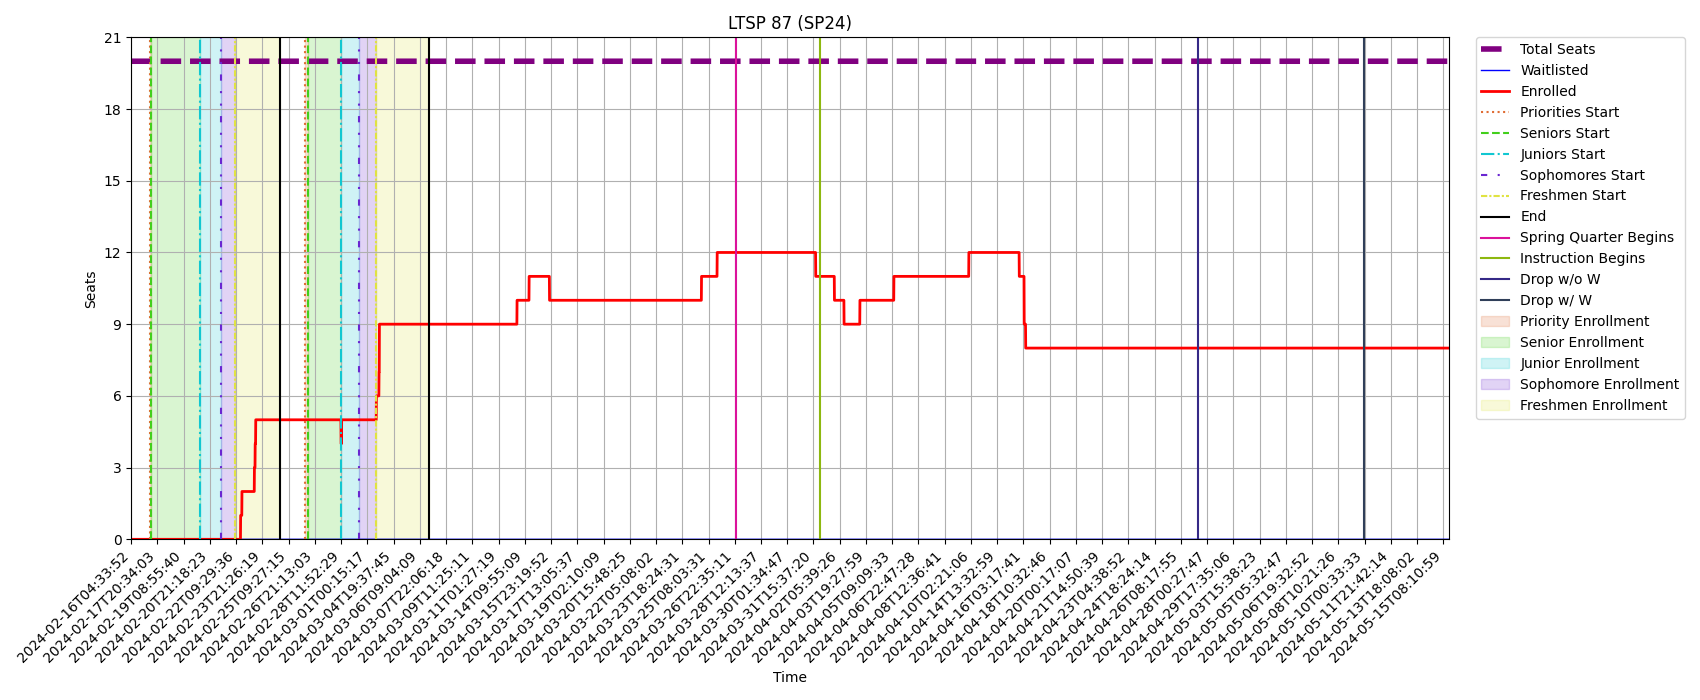 LTSP 87 (SP24)
21
18
15
12
9
6
3
0
Seats
2024-02-16T04:33:52
2024-02-17T20:34:03
2024-02-19T08:55:40
2024-02-20T21:18:23
2024-02-22T09:29:36
2024-02-23T21:26:19
2024-02-25T09:27:15
2024-02-26T21:13:03
2024-02-28T11:52:29
2024-03-01T00:15:17
2024-03-04T19:37:45
2024-03-06T09:04:09
2024-03-07T22:06:18
2024-03-09T11:25:11
2024-03-11T01:27:19
2024-03-14T09:55:09
2024-03-15T23:19:52
2024-03-17T13:05:37
2024-03-19T02:10:09
2024-03-20T15:48:25
2024-03-22T05:08:02
2024-03-23T18:24:31
2024-03-25T08:03:31
2024-03-26T22:35:11
2024-03-28T12:13:37
2024-03-30T01:34:47
2024-03-31T15:37:20
2024-04-02T05:39:26
2024-04-03T19:27:59
2024-04-05T09:09:33
2024-04-06T22:47:28
2024-04-08T12:36:41
2024-04-10T02:21:06
2024-04-14T13:32:59
2024-04-16T03:17:41
2024-04-18T10:32:46
2024-04-20T00:17:07
2024-04-21T14:50:39
2024-04-23T04:38:52
2024-04-24T18:24:14
2024-04-26T08:17:55
2024-04-28T00:27:47
2024-04-29T17:35:06
2024-05-03T15:38:23
2024-05-05T05:32:47
2024-05-06T19:32:52
2024-05-08T10:21:26
2024-05-10T00:33:33
2024-05-11T21:42:14
2024-05-13T18:08:02
2024-05-15T08:10:59
Time
Total Seats
Waitlisted
Enrolled
Priorities Start
Seniors Start
Juniors Start
Sophomores Start
Freshmen Start
End
Spring Quarter Begins
Instruction Begins
Drop w/o W
Drop w/ W
Priority Enrollment
Senior Enrollment
Junior Enrollment
Sophomore Enrollment
Freshmen Enrollment